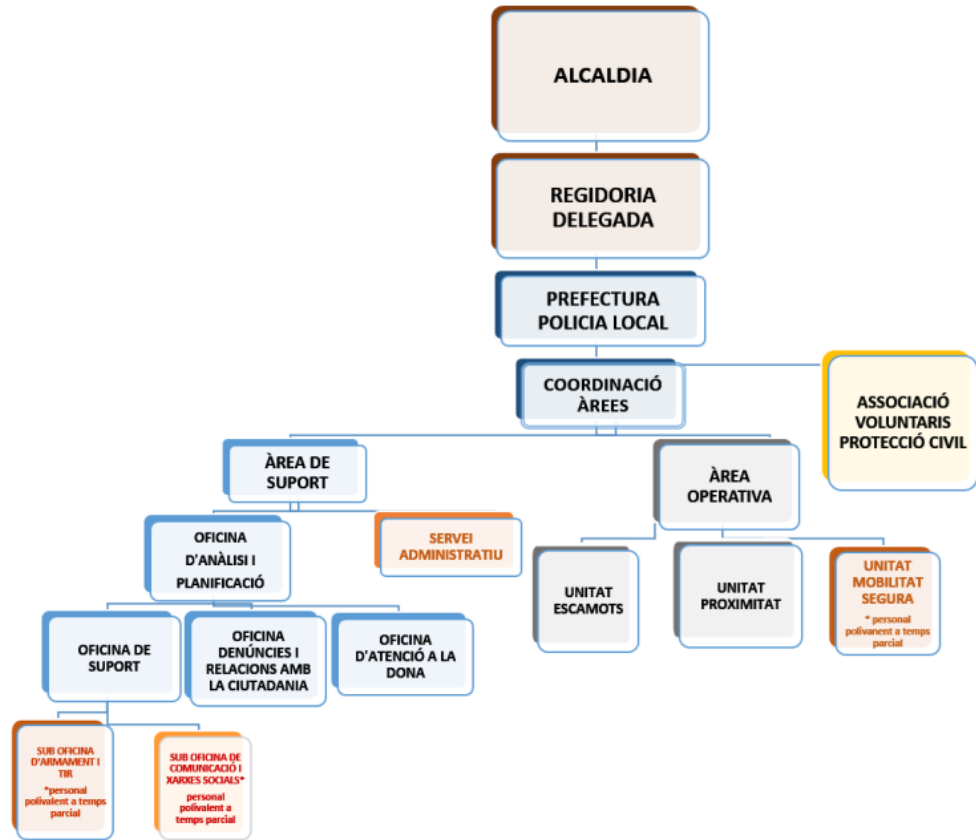 ALCALDIA
REGIDORIA
DELEGADA
PREFECTURA
POLICIA LOCAL
COORDINACIÓ
ÀREES
ASSOCIACIÓ
VOLUNTARIS
PROTECCIÓ CIVIL
ÀREA DE
SUPORT
ÀREA
OPERATIVA
OFICINA
D'ANÀLISI I
PLANIFICACIÓ
SERVEI
ADMINISTRATIU
UNITAT
ESCAMOTS
UNITAT
PROXIMITAT
UNITAT
MOBILITAT
SEGURA
* personal
polivanent a temps
parcial
OFICINA DE
SUPORT
OFICINA
DENÚNCIES I
RELACIONS AMB
LA CIUTADANIA
OFICINA
D'ATENCIÓ A LA
DONA
SUB OFICINA
D'ARMAMENT I
TIR
*personal
polivalent a temps
parcial
SUB OFICINA DE
COMUNICACIÓ I
XARXES SOCIALS*
personal
polivalent a
temps parcial